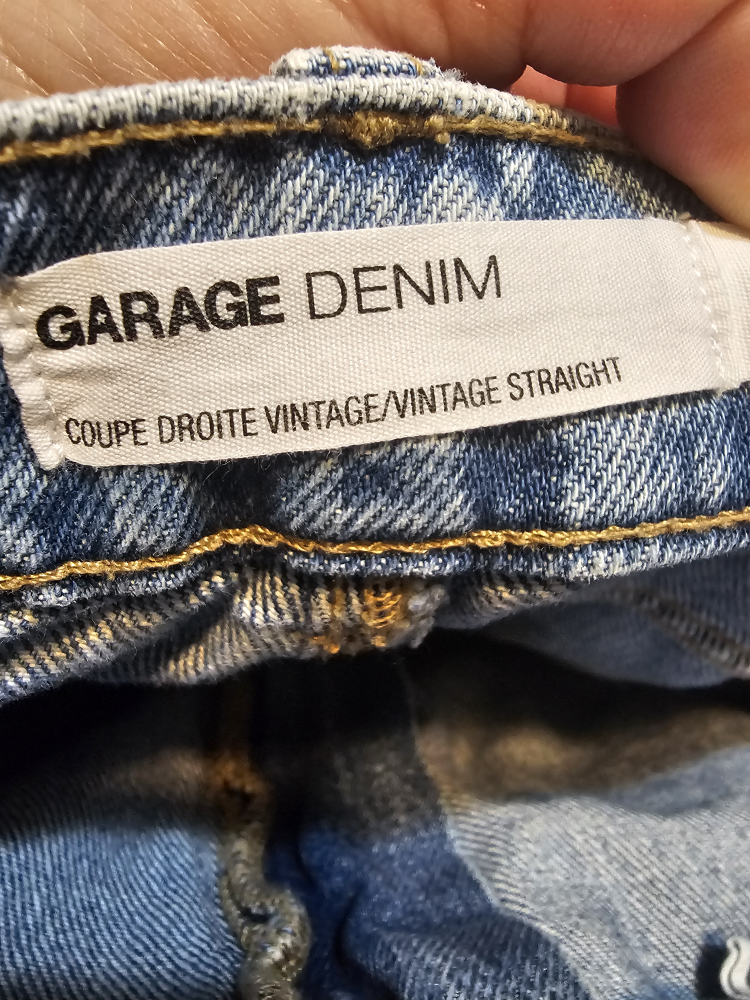 GARAGE DENIM
COUPE DROITE VINTAGE/VINTAGE STRAIGHT